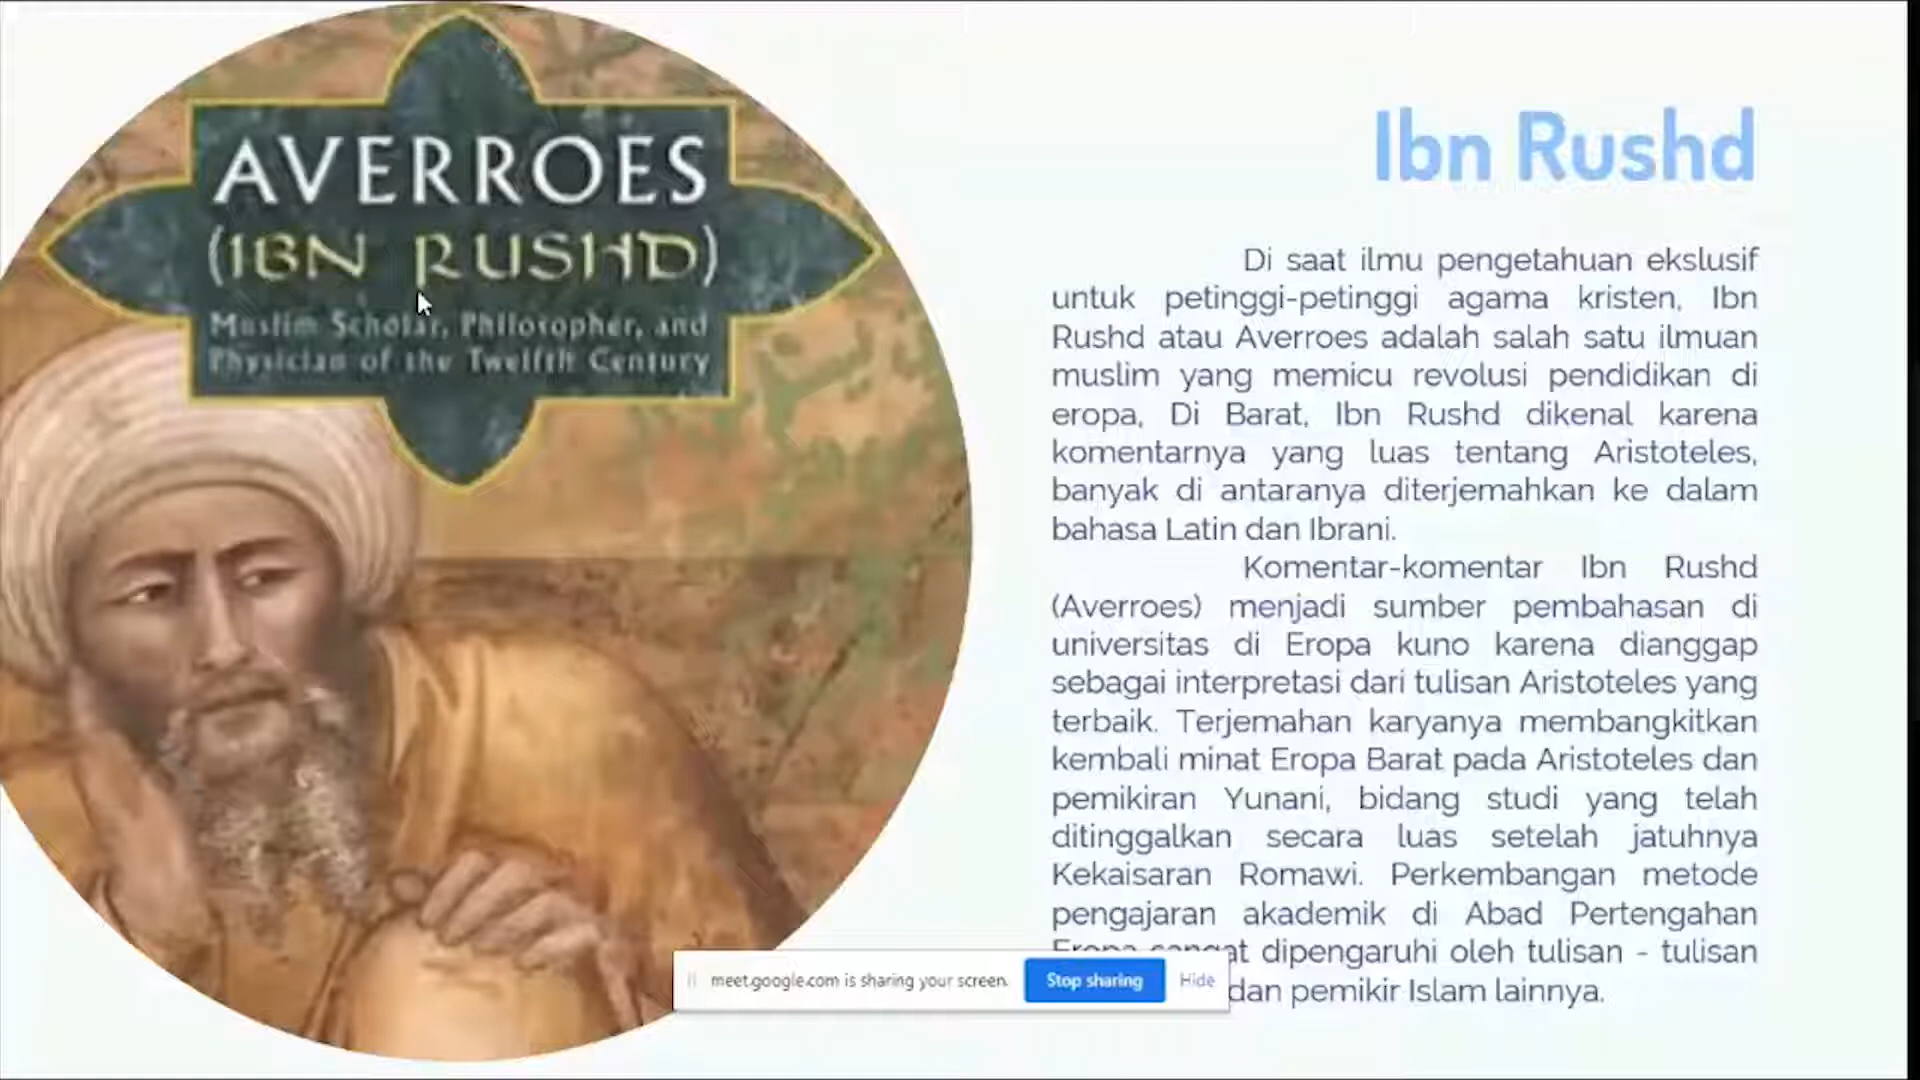 AVERROES
(IBN RUSHD)
Muslim Scholar, Philosopher, and
Physician of the Twelfth Century
Ibn Rushd
Di saat ilmu pengetahuan ekslusif
untuk petinggi-petinggi agama kristen, Ibn
Rushd atau Averroes adalah salah satu ilmuan
muslim yang memicu revolusi pendidikan di
eropa, Di Barat, Ibn Rushd dikenal karena
komentarnya yang luas tentang Aristoteles,
banyak di antaranya diterjemahkan ke dalam
bahasa Latin dan Ibrani.
Komentar-komentar Ibn Rushd
(Averroes) menjadi sumber pembahasan di
universitas di Eropa kuno karena dianggap
sebagai interpretasi dari tulisan Aristoteles yang
terbaik. Terjemahan karyanya membangkitkan
kembali minat Eropa Barat pada Aristoteles dan
pemikiran Yunani, bidang studi yang telah
ditinggalkan secara luas setelah jatuhnya
Kekaisaran Romawi. Perkembangan metode
pengajaran akademik di Abad Pertengahan
Eropa sangat dipengaruhi oleh tulisan - tulisan
dan pemikir Islam lainnya.
meet.google.com is sharing your screen.
Stop sharing
Hide